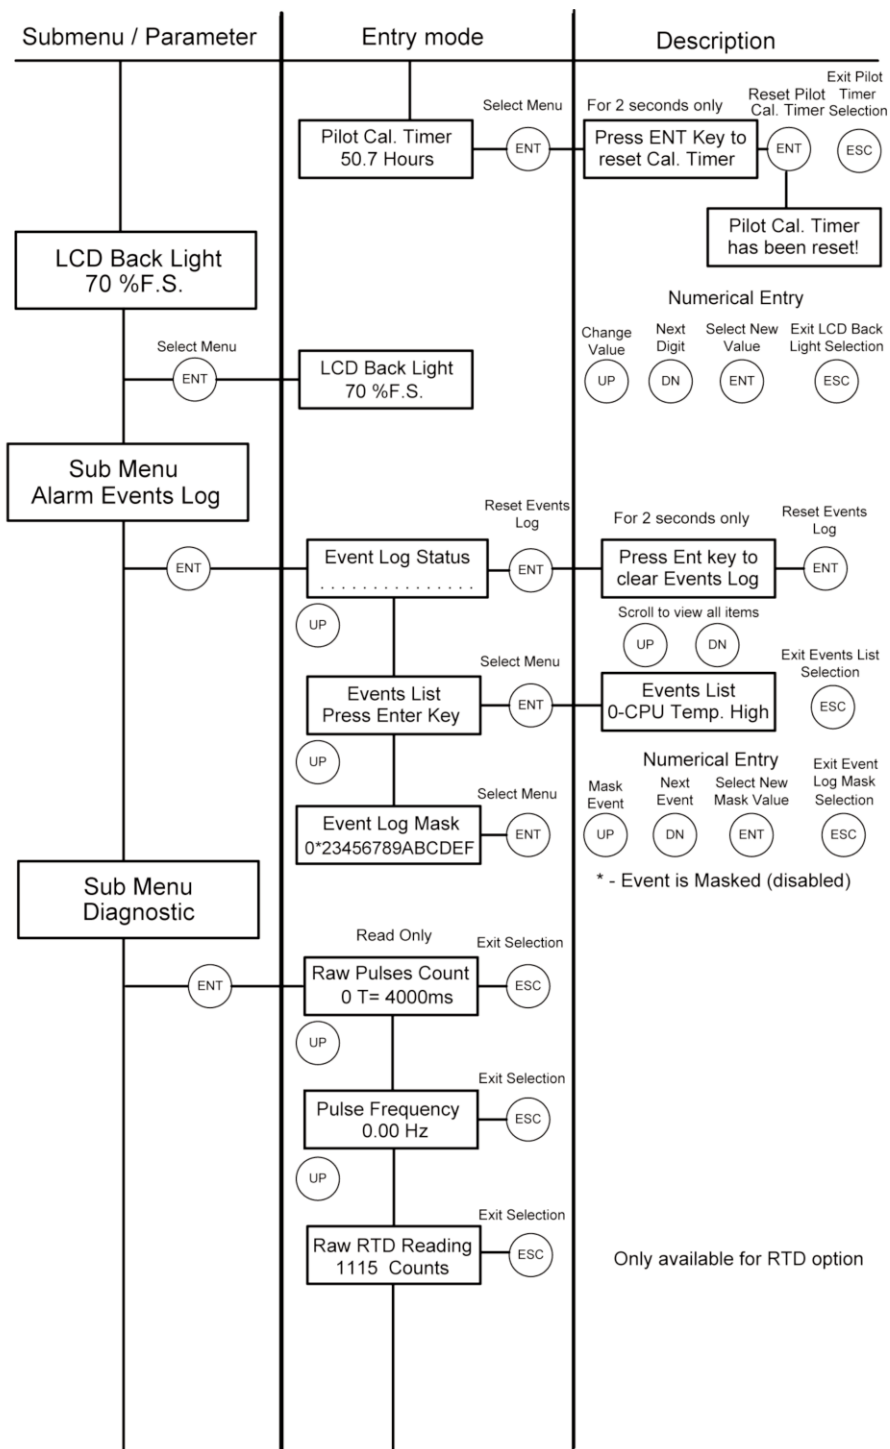 Submenu / Parameter
Entry mode
Description
Pilot Cal. Timer
50.7 Hours
Select Menu
ENT
For 2 seconds only
Press ENT Key to
reset Cal. Timer
Reset Pilot
Cal. Timer
ENT
Exit Pilot
Timer
Selection
ESC
Pilot Cal. Timer
has been reset!
LCD Back Light
70 %F.S.
Select Menu
ENT
LCD Back Light
70 %F.S.
Numerical Entry
Change
Value
UP
Next
Digit
DN
Select New
Value
ENT
Exit LCD Back
Light Selection
ESC
Sub Menu
Alarm Events Log
ENT
Event Log Status
. . . . . . . . . . . . . . .
Reset Events
Log
ENT
For 2 seconds only
Press Ent key to
clear Events Log
Reset Events
Log
ENT
UP
Scroll to view all items
UP
DN
Events List
Press Enter Key
Select Menu
ENT
Events List
0-CPU Temp. High
Exit Events List
Selection
ESC
UP
Event Log Mask
0*23456789ABCDEF
Select Menu
ENT
Numerical Entry
Mask
Event
UP
Next
Event
DN
Select New
Mask Value
ENT
Exit Event
Log Mask
Selection
ESC
* - Event is Masked (disabled)
Sub Menu
Diagnostic
ENT
Read Only
Raw Pulses Count
0 T= 4000ms
Exit Selection
ESC
UP
Pulse Frequency
0.00 Hz
Exit Selection
ESC
UP
Raw RTD Reading
1115 Counts
Exit Selection
ESC
Only available for RTD option